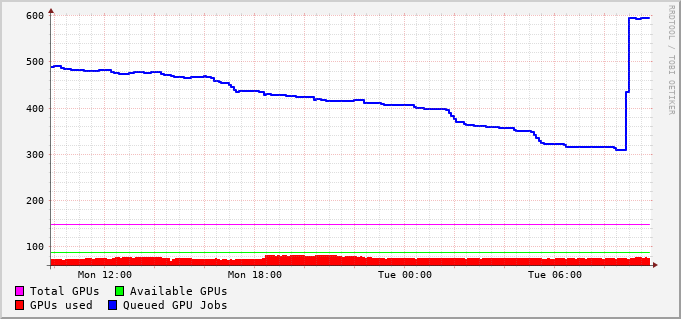 600
500
400
300
200
100
Mon 12:00 Mon 18:00 Tue 00:00 Tue 06:00
Total GPUs Available GPUs
GPUs used Queued GPU Jobs
RRDTOOL / TOBI OETIKER